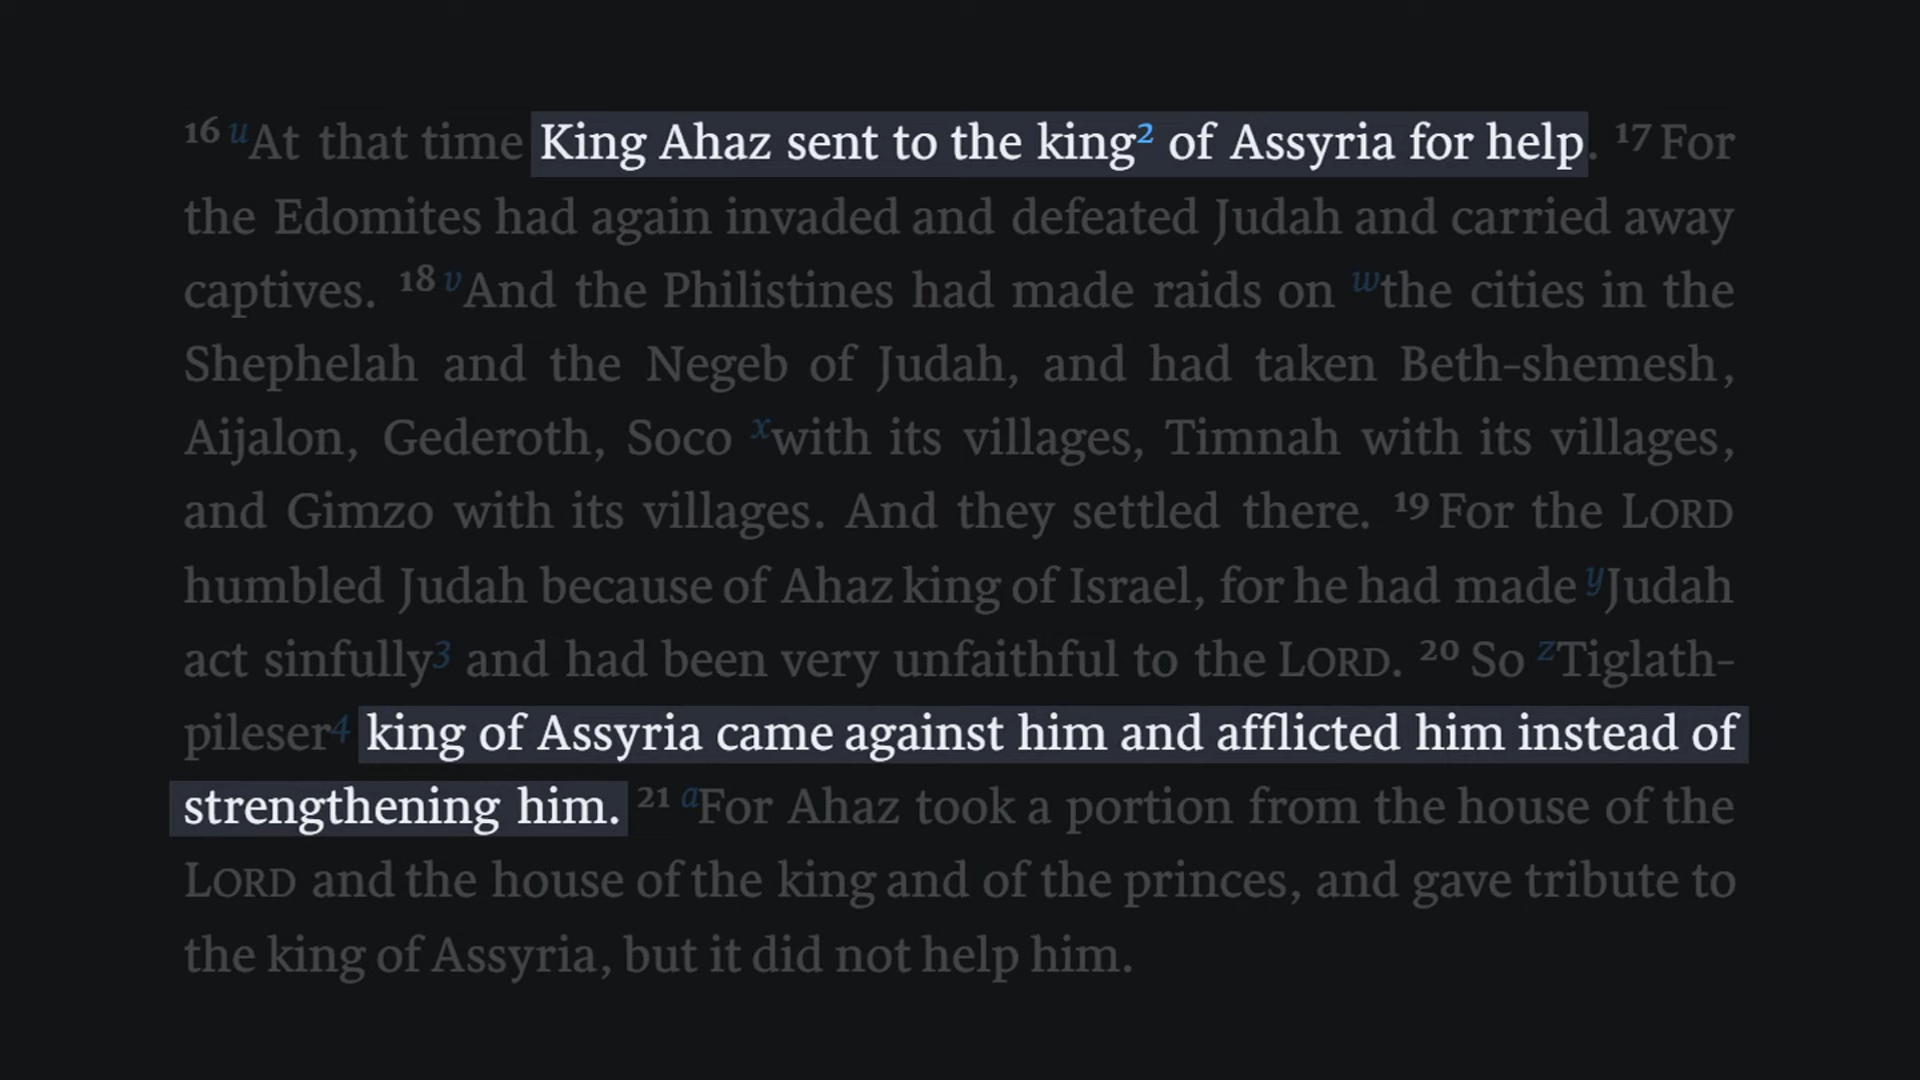 16 u At that time King Ahaz sent to the king2 of Assyria for help. 17 For
the Edomites had again invaded and defeated Judah and carried away
captives. 18 v And the Philistines had made raids on w the cities in the
Shephelah and the Negeb of Judah, and had taken Beth-shemesh,
Aijalon, Gederoth, Soco x with its villages, Timnah with its villages,
and Gimzo with its villages. And they settled there. 19 For the LORD
humbled Judah because of Ahaz king of Israel, for he had made y Judah
act sinfully3 and had been very unfaithful to the LORD. 20 So z Tiglath-
pileser4 king of Assyria came against him and afflicted him instead of
strengthening him. 21 a For Ahaz took a portion from the house of the
LORD and the house of the king and of the princes, and gave tribute to
the king of Assyria, but it did not help him.